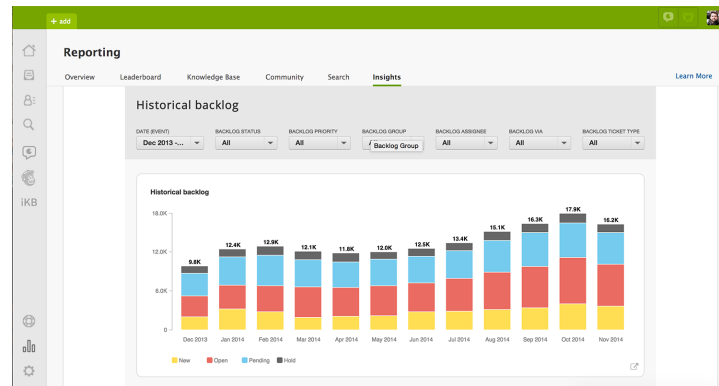 + add
Reporting
Overview Leaderboard Knowledge Base Community Search Insights Learn More
iKB
Historical backlog
DATE (EVENT) BACKLOG STATUS BACKLOG PRIORITY BACKLOG GROUP BACKLOG ASSIGNEE BACKLOG VIA BACKLOG TICKET TYPE
Dec 2013 -... All All All All All
Backlog Group
Historical backlog
18.0K
12.0K
6.0K
0
9.8K 12.4K 12.9K 12.1K 11.8K 12.0K 12.5K 13.4K 15.1K 16.3K 17.9K 16.2K
Dec 2013 Jan 2014 Feb 2014 Mar 2014 Apr 2014 May 2014 Jun 2014 Jul 2014 Aug 2014 Sep 2014 Oct 2014 Nov 2014
New Open Pending Hold